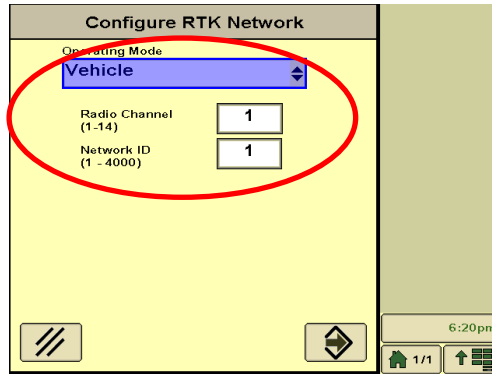 Configure RTK Network
Operating Mode
Vehicle
Radio Channel
(1-14)
1
Network ID
(1 - 4000)
1
6:20pm
1/1